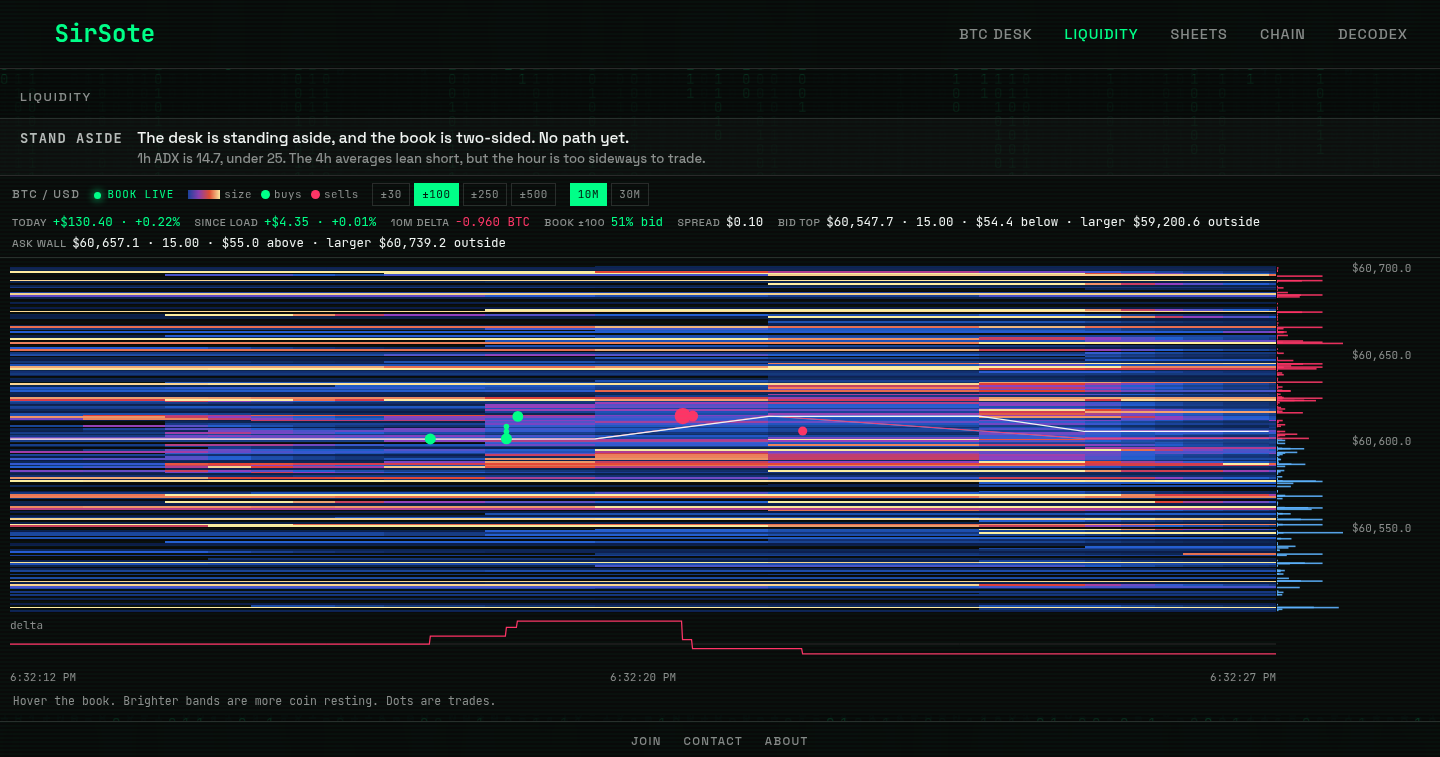 SirSote
BTC DESK LIQUIDITY SHEETS CHAIN DECODEX
LIQUIDITY
STAND ASIDE The desk is standing aside, and the book is two-sided. No path yet.
1h ADX is 14.7, under 25. The 4h averages lean short, but the hour is too sideways to trade.
BTC / USD BOOK LIVE size buys sells ±30 ±100 ±250 ±500 10M 30M
TODAY +$130.40 · +0.22% SINCE LOAD +$4.35 · +0.01% 10M DELTA -0.960 BTC BOOK ±100 51% bid SPREAD $0.10 BID TOP $60,547.7 · 15.00 · $54.4 below · larger $59,200.6 outside
ASK WALL $60,657.1 · 15.00 · $55.0 above · larger $60,739.2 outside
$60,700.0
$60,650.0
$60,600.0
$60,550.0
delta
6:32:12 PM 6:32:20 PM 6:32:27 PM
Hover the book. Brighter bands are more coin resting. Dots are trades.
JOIN CONTACT ABOUT